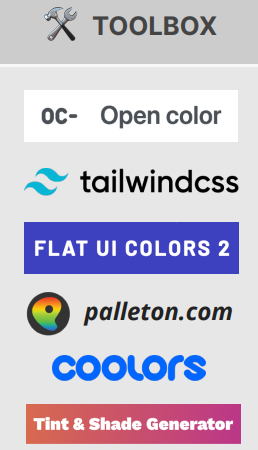 TOOLBOX
OC- Open color
tailwindcss
FLAT UI COLORS 2
palleton.com
coolors
Tint & Shade Generator